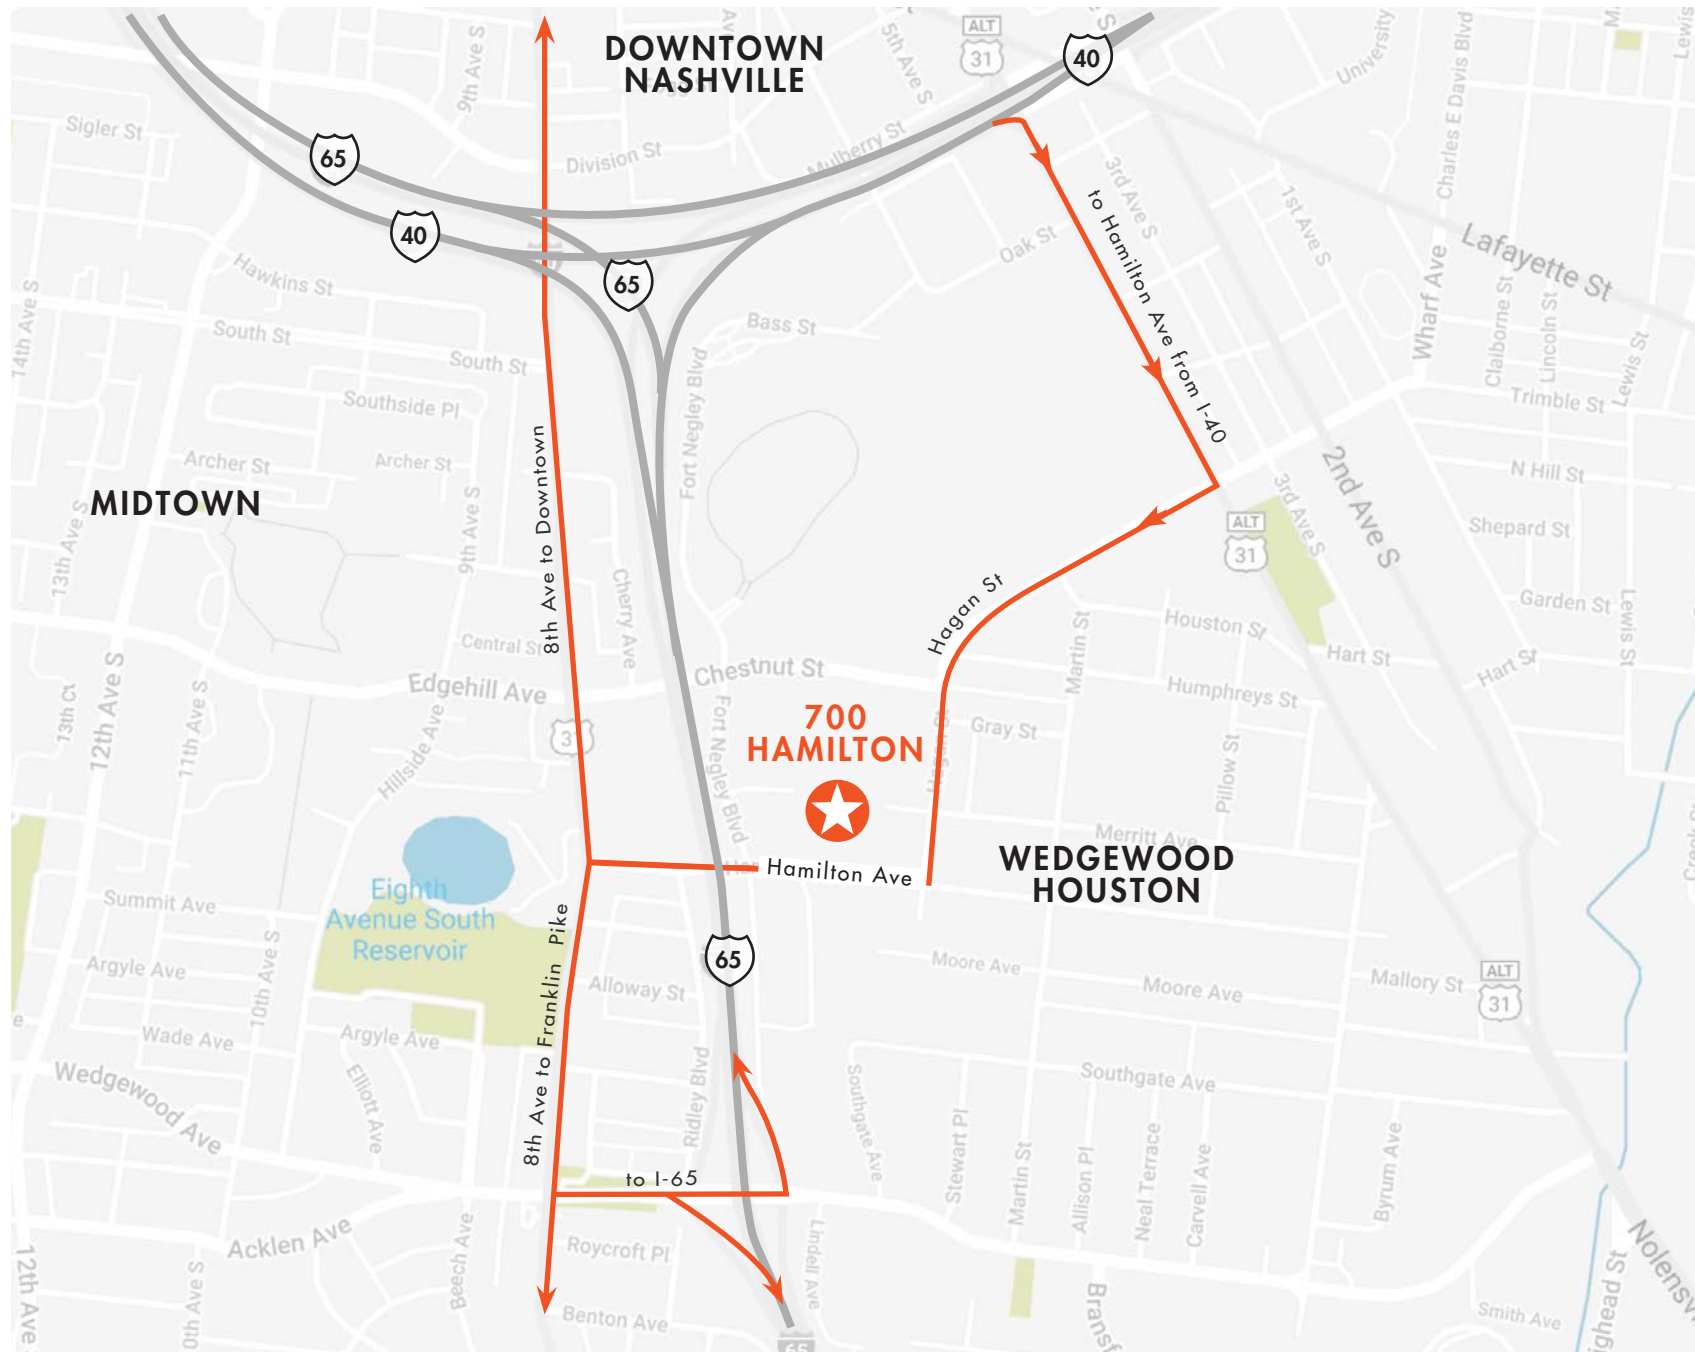 DOWNTOWN
NASHVILLE
ALT
31
40
5th Ave S
University
Charles E Davis Blvd
9th Ave S
Sigler St
65
Division St
Mulberry St
3rd Ave S
1st Ave S
40
Oak St
to Hamilton Ave from I-40
Lafayette St
Hawkins St
65
14th Ave S
South St
Bass St
Wharf Ave
Claiborne St
Lincoln St
Lewis St
South St
Fort Negley Blvd
Southside Pl
Trimble St
Archer St
Archer St
8th Ave to Downtown
N Hill St
MIDTOWN
2nd Ave S
3rd Ave S
ALT
31
Shepard St
13th Ave S
9th Ave S
Cherry Ave
Hagan St
Garden St
Lewis St
Houston St
Martin St
Central St
Chestnut St
Hart St
Hart St
Edgehill Ave
Humphreys St
12th Ave S
13th Ct
11th Ave S
Hillside Ave
31
Fort Negley Blvd
700
HAMILTON
Hagan St
Gray St
Pillow St
Merritt Ave
WEDGEWOOD
HOUSTON
Hamilton Ave
Eighth
Avenue South
Reservoir
Summit Ave
8th Ave to Franklin Pike
65
Argyle Ave
10th Ave S
Alloway St
Moore Ave
Moore Ave
Mallory St
ALT
31
Wade Ave
Argyle Ave
Wedgewood Ave
Elliott Ave
Ridley Blvd
Southgate Ave
Southgate Ave
Stewart Pl
Martin St
Allison Pl
Neal Terrace
Carvell Ave
Byrum Ave
to I-65
Acklen Ave
Beech Ave
Roycroft Pl
Lindell Ave
12th Ave
Benton Ave
Smith Ave
65